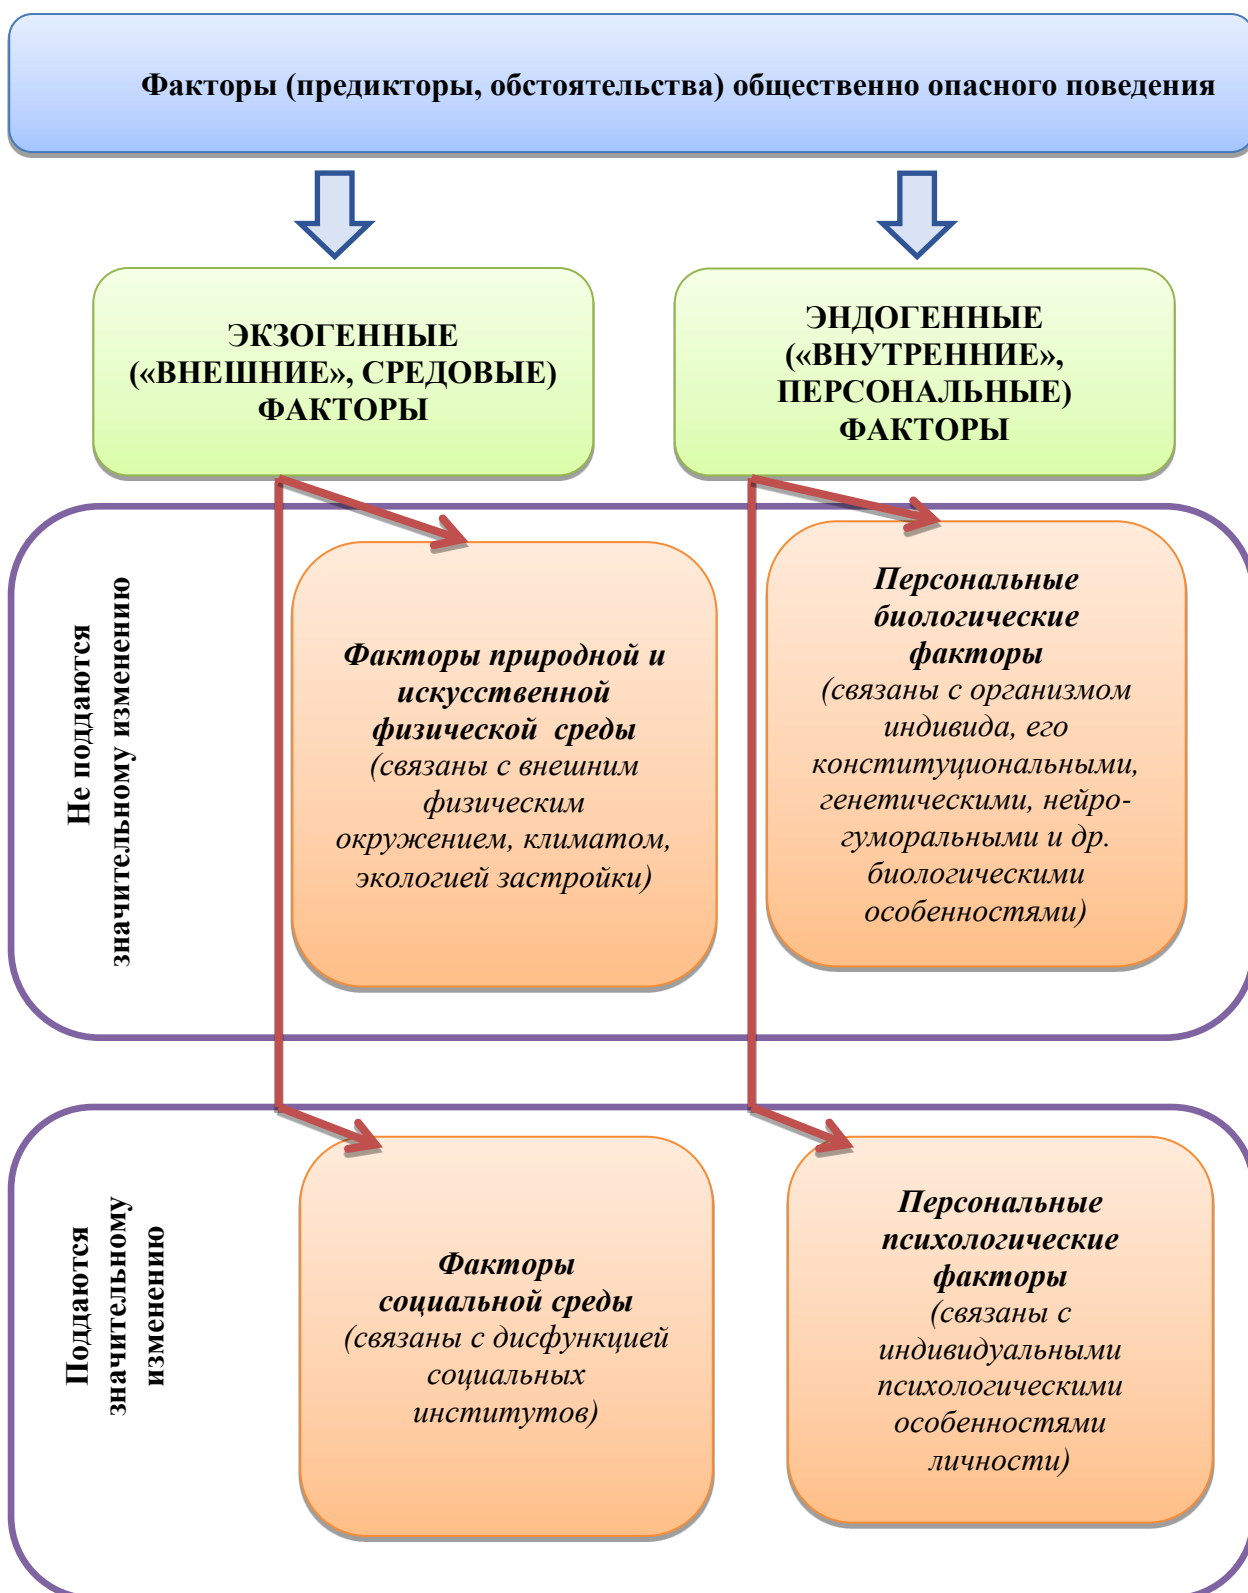 Факторы (предикторы, обстоятельства) общественно опасного поведения
ЭКЗОГЕННЫЕ
(«ВНЕШНИЕ», СРЕДОВЫЕ)
ФАКТОРЫ
ЭНДОГЕННЫЕ
(«ВНУТРЕННИЕ»,
ПЕРСОНАЛЬНЫЕ)
ФАКТОРЫ
Не поддаются
значительному изменению
Факторы природной и
искусственной
физической среды
(связаны с внешним
физическим
окружением, климатом,
экологией застройки)
Персональные
биологические
факторы
(связаны с организмом
индивида, его
конституциональными,
генетическими, нейро-
гуморальными и др.
биологическими
особенностями)
Поддаются
значительному
изменению
Факторы
социальной среды
(связаны с дисфункцией
социальных
институтов)
Персональные
психологические
факторы
(связаны с
индивидуальными
психологическими
особенностями
личности)